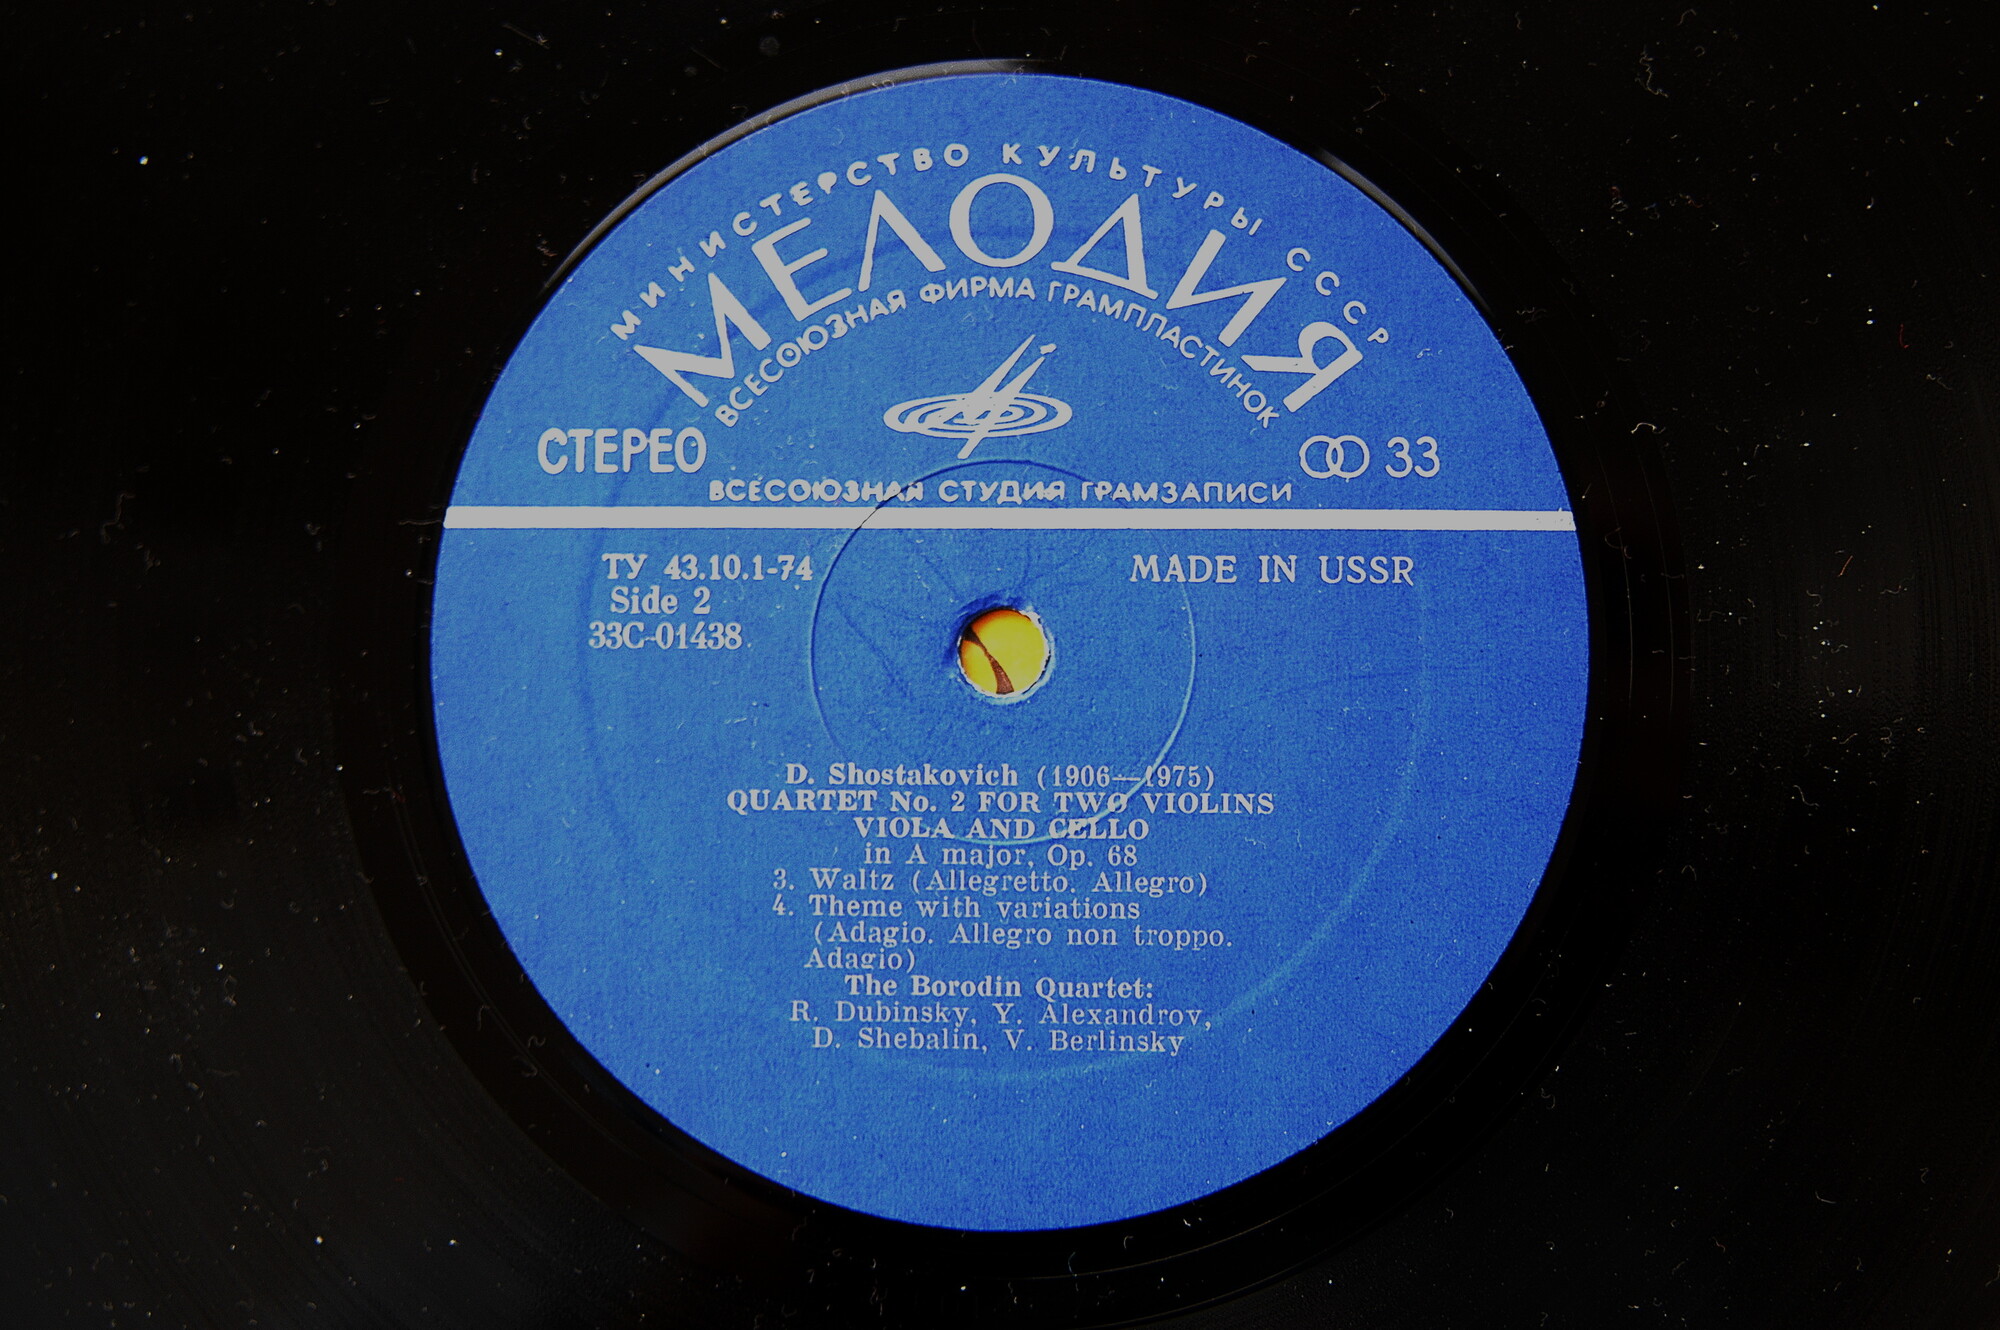 МИНИСТЕРСТВО КУЛЬТУРЫ СССР
МЕЛОДИЯ
ВСЕСОЮЗНАЯ ФИРМА ГРАМПЛАСТИНОК
СТЕРЕО
33
ВСЕСОЮЗНАЯ СТУДИЯ ГРАМЗАПИСИ
ТУ 43.10.1-74
MADE IN USSR
Side 2
33С-01438
D. Shostakovich (1906—1975)
QUARTET No. 2 FOR TWO VIOLINS
VIOLA AND CELLO
in A major, Op. 68
3. Waltz (Allegretto. Allegro)
4. Theme with variations
(Adagio. Allegro non troppo.
Adagio)
The Borodin Quartet:
R. Dubinsky, Y. Alexandrov,
D. Shebalin, V. Berlinsky